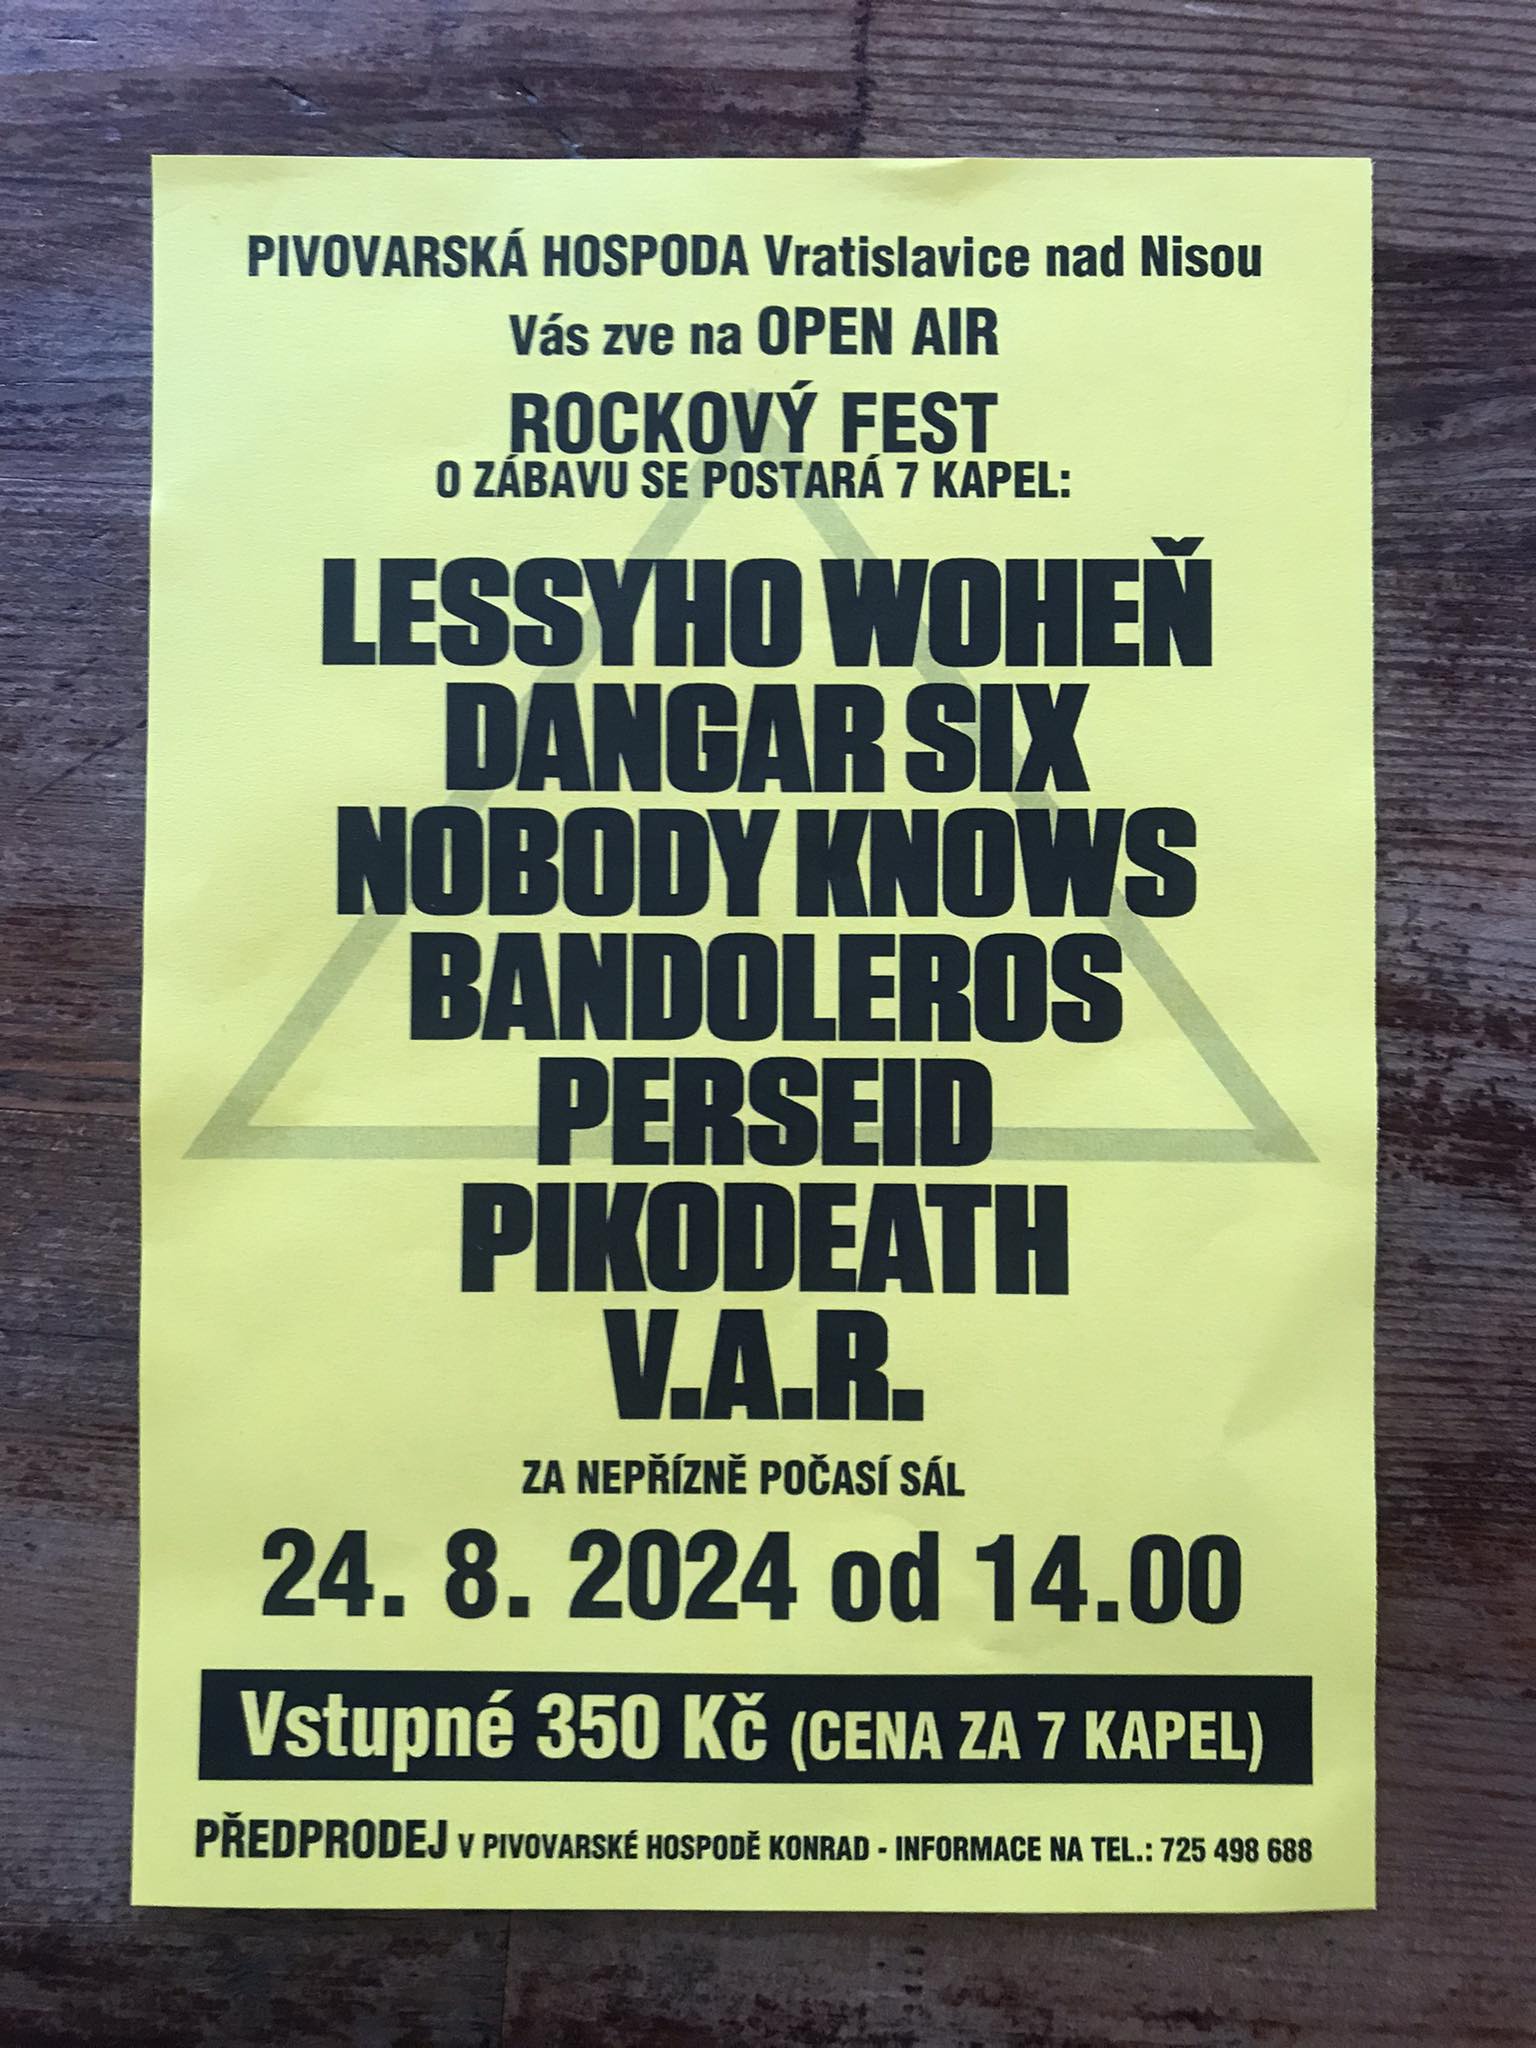 PIVOVARSKÁ HOSPODA Vratislavice nad Nisou
Vás zve na OPEN AIR
ROCKOVÝ FEST
O ZÁBAVU SE POSTARÁ 7 KAPEL:
LESSYHO WOHEŇ
DANGAR SIX
NOBODY KNOWS
BANDOLEROS
PERSEID
PIKODEATH
V.A.R.
ZA NEPŘÍZNĚ POČASÍ SÁL
24. 8. 2024 od 14.00
Vstupné 350 Kč (CENA ZA 7 KAPEL)
PŘEDPRODEJ V PIVOVARSKÉ HOSPODĚ KONRAD - INFORMACE NA TEL.: 725 498 688